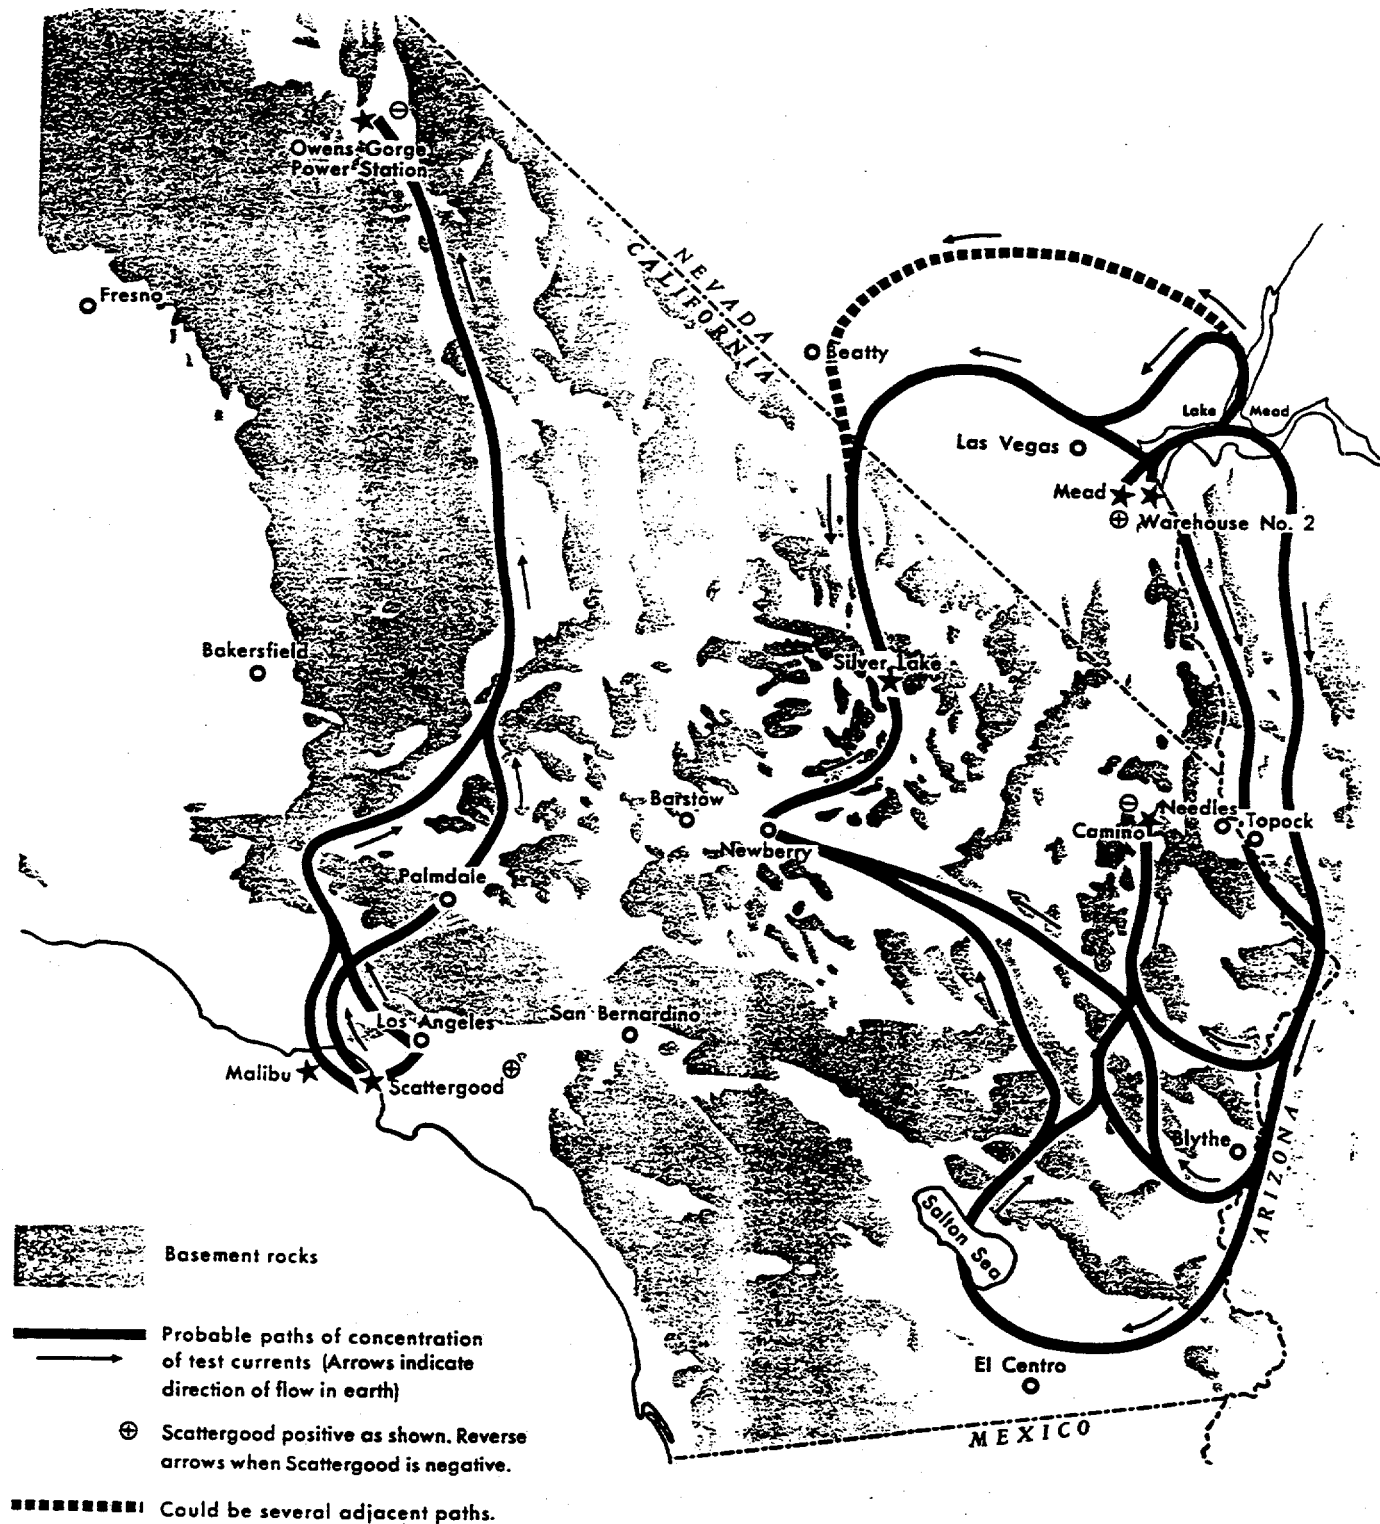 Owens Gorge
Power Station
Fresno
NEVADA
CALIFORNIA
Beatty
Lake Mead
Las Vegas
Mead
Warehouse No. 2
Bakersfield
Silver Lake
Barstow
Needles
Camino
Topock
Newberry
Palmdale
Los Angeles
San Bernardino
Malibu
Scattergood
Blythe
ARIZONA
Salton Sea
El Centro
MEXICO
Basement rocks
Probable paths of concentration
of test currents (Arrows indicate
direction of flow in earth)
Scattergood positive as shown. Reverse
arrows when Scattergood is negative.
Could be several adjacent paths.